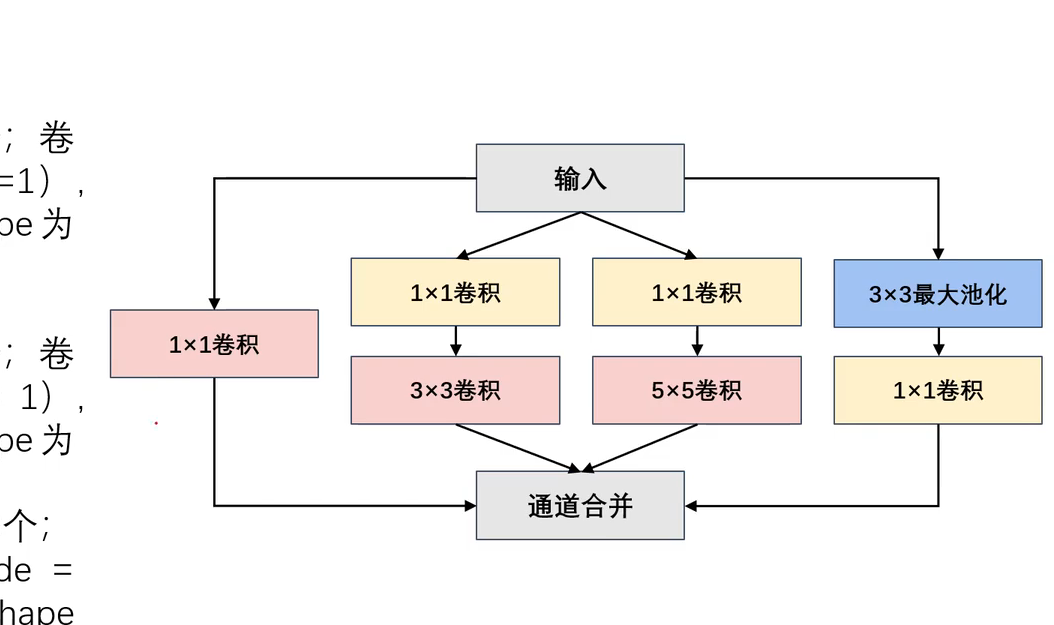 ；卷
=1），
pe 为
；卷
1），
pe 为
个；
de =
hape
输入
1×1卷积
1×1卷积
3×3最大池化
1×1卷积
3×3卷积
5×5卷积
1×1卷积
通道合并